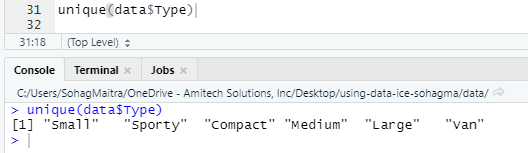 31 unique(data$Type)
32
31:18 (Top Level)
Console Terminal × Jobs ×
C:/Users/SohagMaitra/OneDrive - Amitech Solutions, Inc/Desktop/using-data-ice-sohagma/data/
> unique(data$Type)
[1] "Small" "Sporty" "Compact" "Medium" "Large" "Van"
>